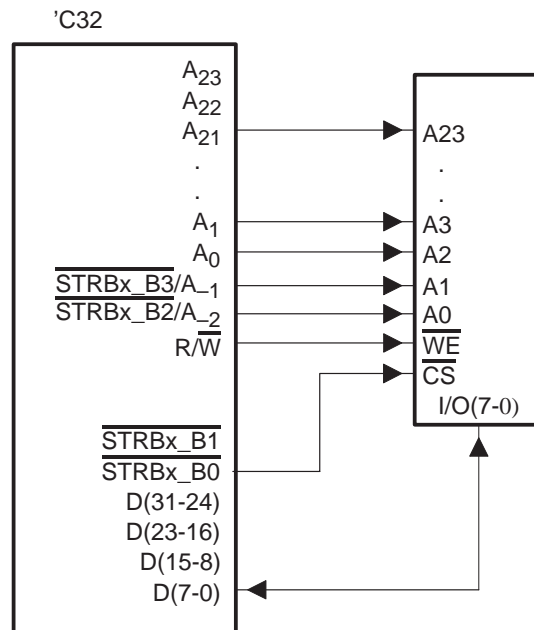 'C32
A23
A22
A21
.
.
A1
A0
STRBx_B3/A–1
STRBx_B2/A–2
R/W
STRBx_B1
STRBx_B0
D(31-24)
D(23-16)
D(15-8)
D(7-0)
A23
.
.
A3
A2
A1
A0
WE
CS
I/O(7-0)